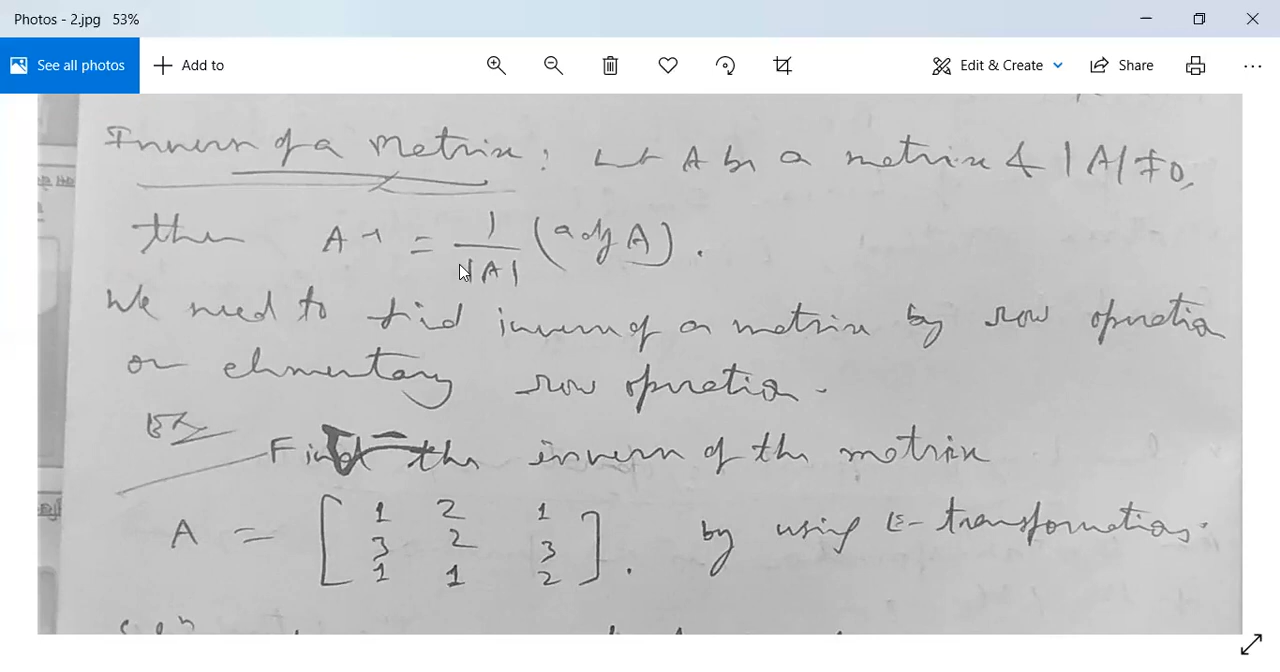 Photos - 2.jpg 53%
See all photos
Add to
Edit & Create
Share
Inverse of a Matrix : Let A be a matrix & |A| ≠ 0,
then A⁻¹ = 1/|A| (adj A).
We need to find inverse of a matrix by row operation
or elementary row operation.
Ex
Find the inverse of the matrix
A = [ 1 2 1
3 2 3
1 1 2 ]. by using E-transformation.